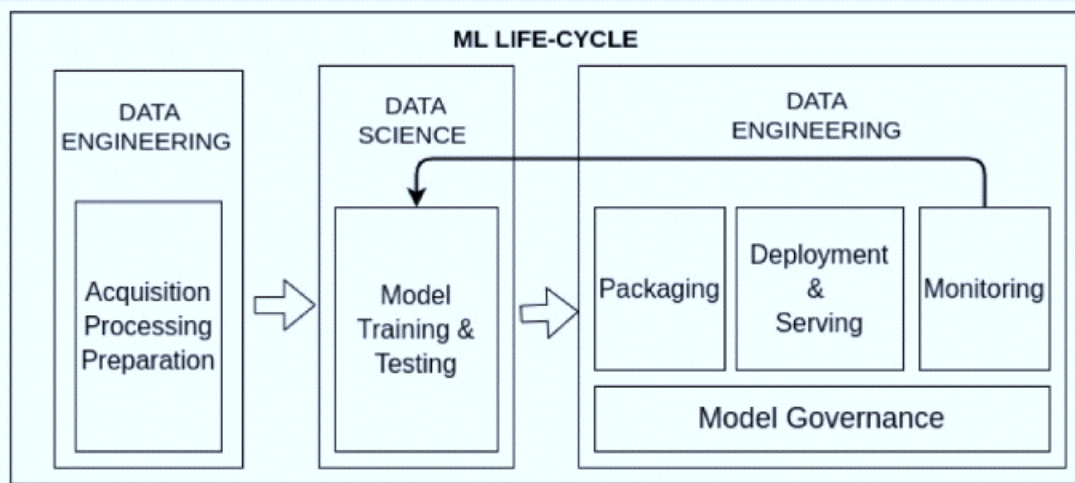 ML LIFE-CYCLE
DATA
ENGINEERING
Acquisition
Processing
Preparation
DATA
SCIENCE
Model
Training &
Testing
DATA
ENGINEERING
Packaging
Deployment
&
Serving
Monitoring
Model Governance